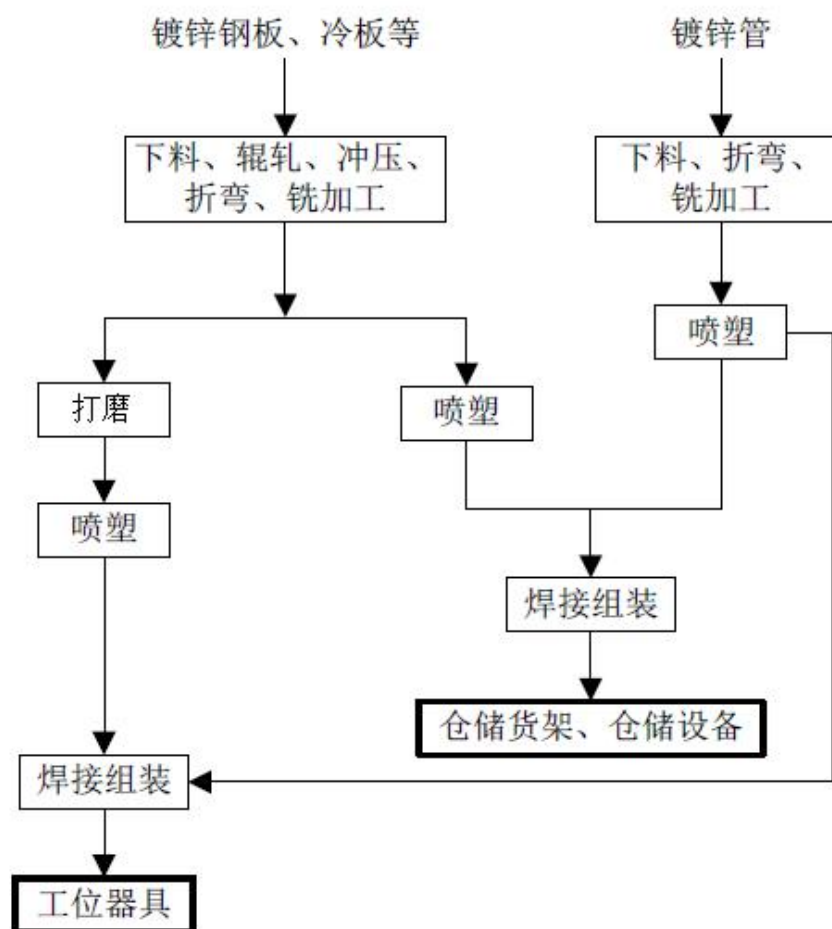 镀锌钢板、冷板等
镀锌管
下料、辊轧、冲压、
折弯、铣加工
下料、折弯、
铣加工
喷塑
打磨
喷塑
喷塑
焊接组装
仓储货架、仓储设备
焊接组装
工位器具